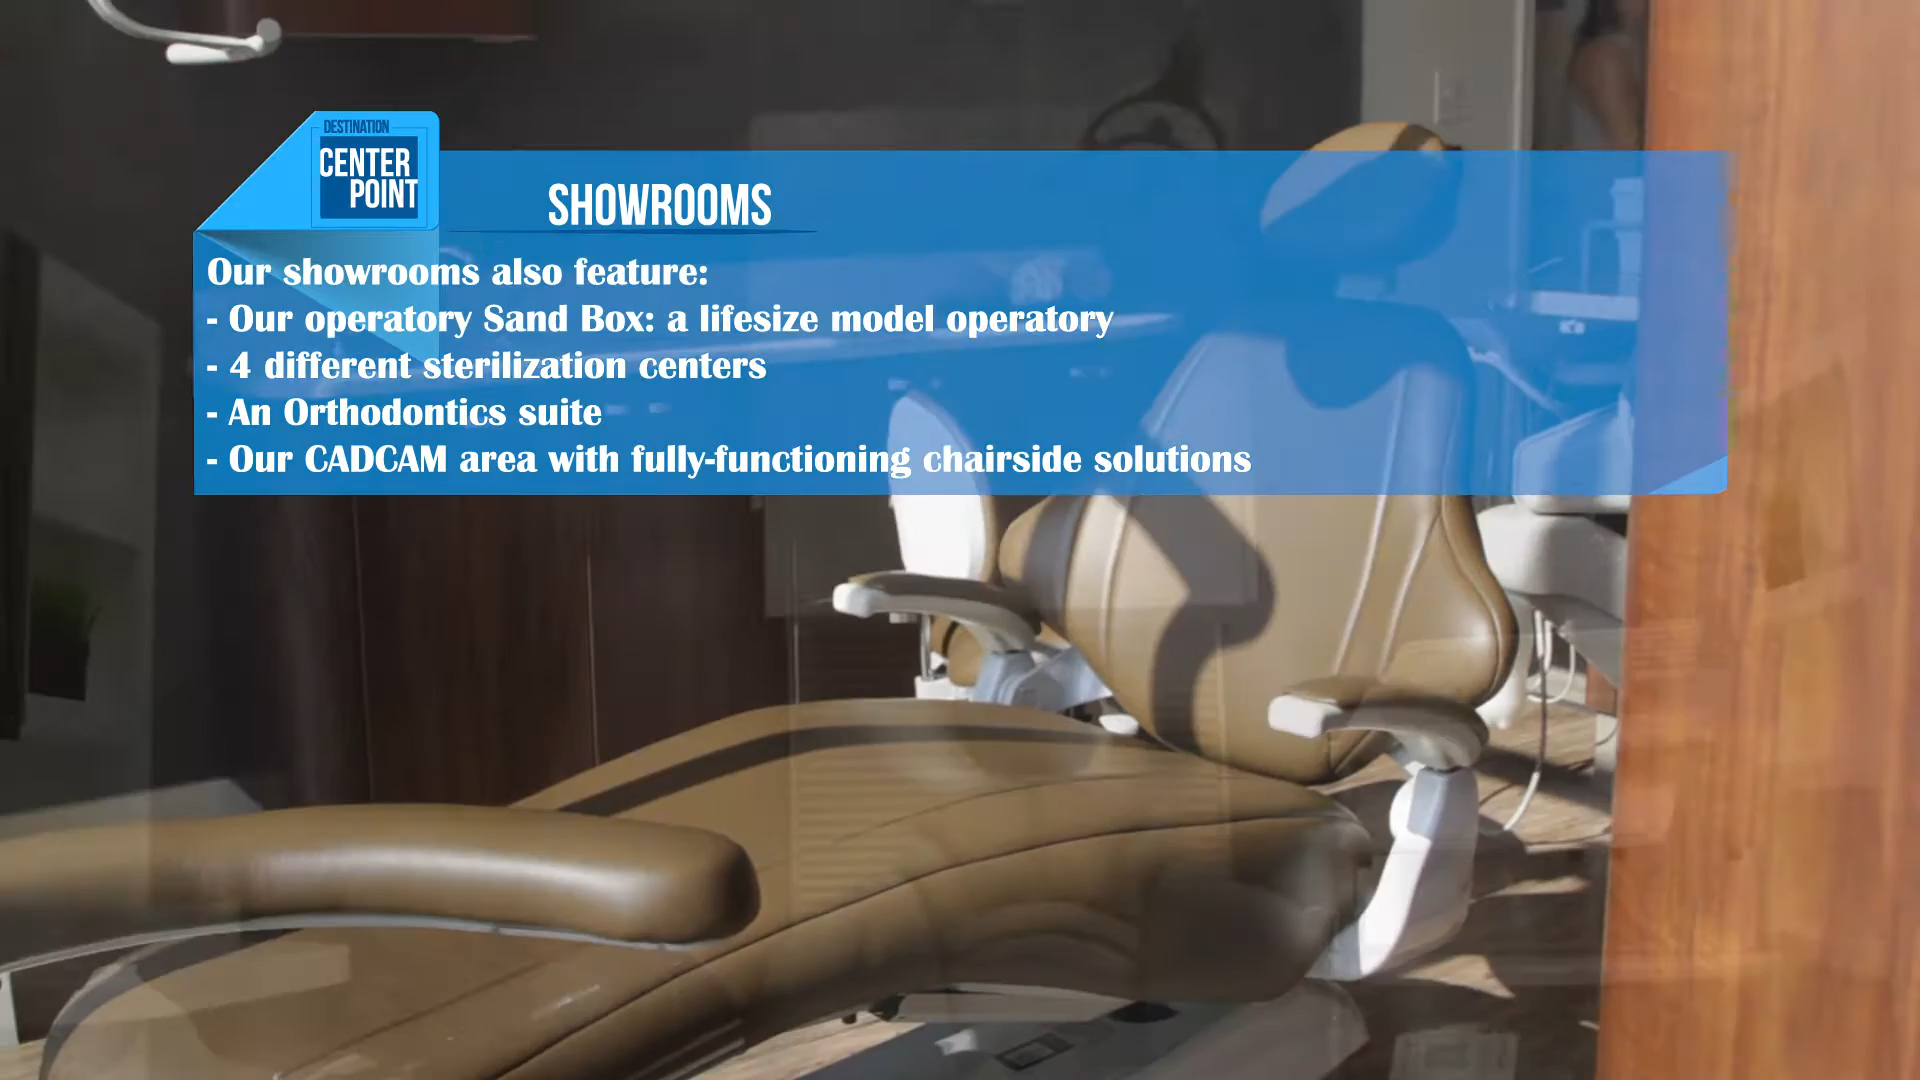 DESTINATION
CENTER
POINT
SHOWROOMS
Our showrooms also feature:
- Our operatory Sand Box: a lifesize model operatory
- 4 different sterilization centers
- An Orthodontics suite
- Our CADCAM area with fully-functioning chairside solutions